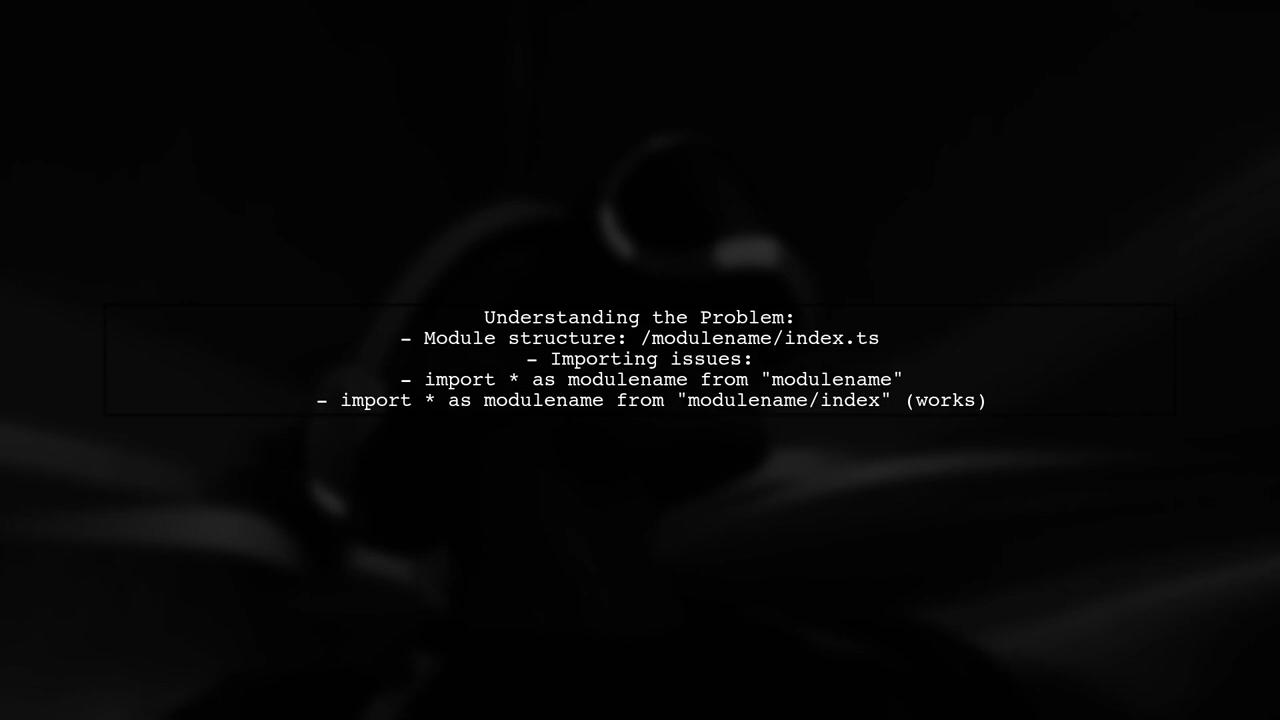 Understanding the Problem:
- Module structure: /modulename/index.ts
- Importing issues:
- import * as modulename from "modulename"
- import * as modulename from "modulename/index" (works)